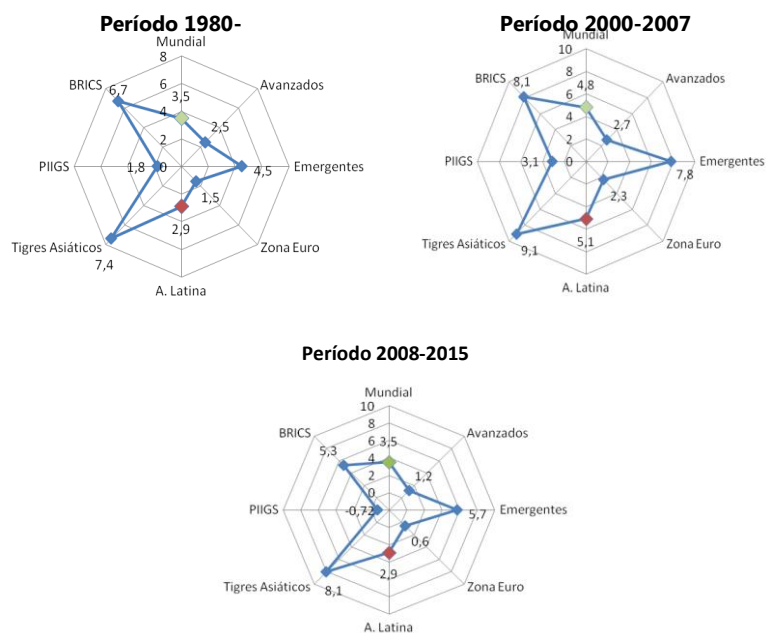 Período 1980-
Mundial
8
6
4
2
0
3,5
Avanzados
2,5
Emergentes
4,5
Zona Euro
1,5
A. Latina
2,9
Tigres Asiáticos
7,4
PIIGS
1,8
BRICS
6,7
Período 2000-2007
Mundial
10
8
6
4
2
0
4,8
Avanzados
2,7
Emergentes
7,8
Zona Euro
2,3
A. Latina
5,1
Tigres Asiáticos
9,1
PIIGS
3,1
BRICS
8,1
Período 2008-2015
Mundial
10
8
6
4
2
0
3,5
Avanzados
1,2
Emergentes
5,7
Zona Euro
0,6
A. Latina
2,9
Tigres Asiáticos
8,1
PIIGS
BRICS
5,3